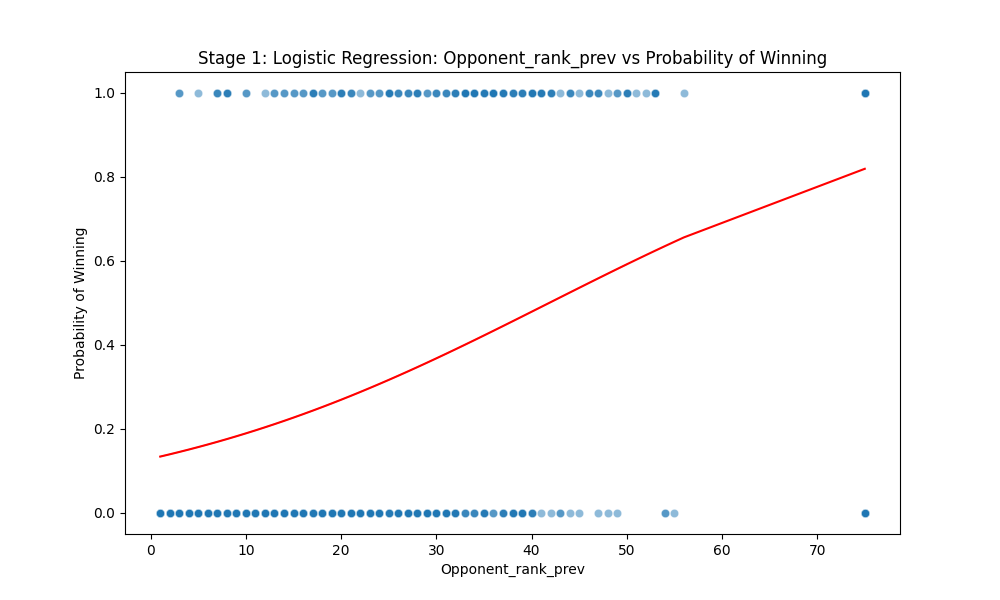 Stage 1: Logistic Regression: Opponent_rank_prev vs Probability of Winning
1.0
0.8
0.6
0.4
0.2
0.0
Probability of Winning
0 10 20 30 40 50 60 70
Opponent_rank_prev